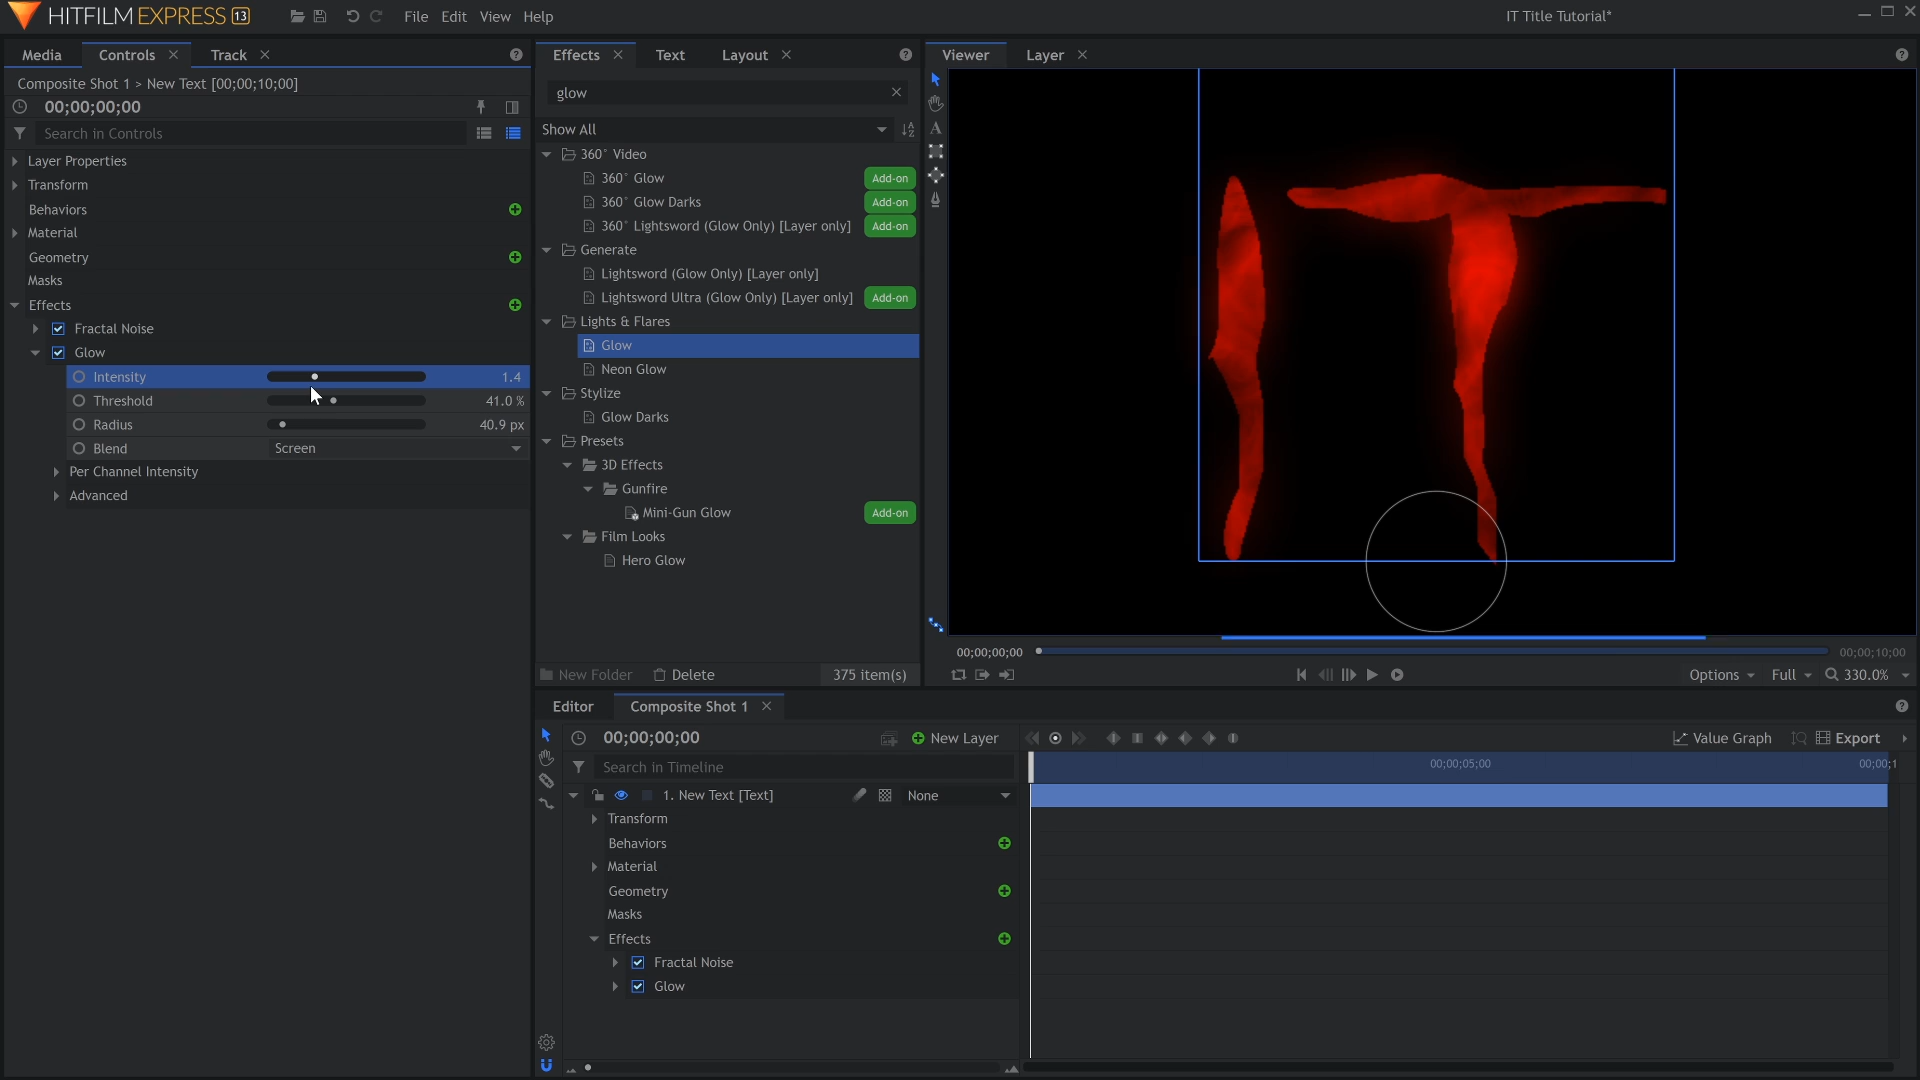 HITFILM EXPRESS 13
File Edit View Help
IT Title Tutorial*
Media Controls Track
Composite Shot 1 > New Text [00;00;10;00]
00;00;00;00
Search in Controls
Layer Properties
Transform
Behaviors
Material
Geometry
Masks
Effects
Fractal Noise
Glow
Intensity 1.4
Threshold 41.0 %
Radius 40.9 px
Blend Screen
Per Channel Intensity
Advanced
Effects Text Layout
glow
Show All
360° Video
360° Glow Add-on
360° Glow Darks Add-on
360° Lightsword (Glow Only) [Layer only] Add-on
Generate
Lightsword (Glow Only) [Layer only]
Lightsword Ultra (Glow Only) [Layer only] Add-on
Lights & Flares
Glow
Neon Glow
Stylize
Glow Darks
Presets
3D Effects
Gunfire
Mini-Gun Glow Add-on
Film Looks
Hero Glow
New Folder Delete 375 item(s)
Viewer Layer
A
IT
00;00;00;00 00;00;10;00
Options Full 330.0%
Editor Composite Shot 1
00;00;00;00 New Layer
Value Graph Export
Search in Timeline
00;00;05;00 00;00;1
1. New Text [Text] None
Transform
Behaviors
Material
Geometry
Masks
Effects
Fractal Noise
Glow